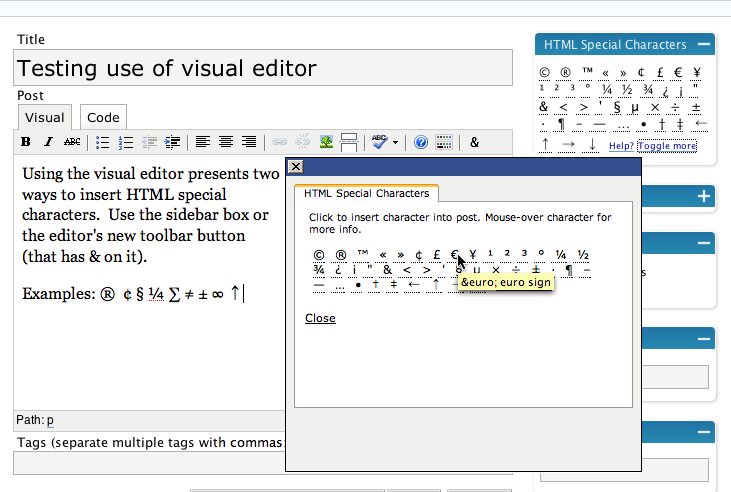 Title
Testing use of visual editor
Post
Visual Code
B I ABC ABC &
Using the visual editor presents two
ways to insert HTML special
characters. Use the sidebar box or
the editor's new toolbar button
(that has & on it).
Examples: ® ¢ § ¼ ∑ ≠ ± ∞ ↑
Path: p
Tags (separate multiple tags with commas
HTML Special Characters
© ® ™ « » ¢ £ € ¥
¹ ² ³ ° ¼ ½ ¾ ¿ ¡ "
& < > ' § µ × ÷ ±
· ¶ – — … • † ‡ ←
↑ → ↓ Help? Toggle more
s
HTML Special Characters
Click to insert character into post. Mouse-over character for
more info.
© ® ™ « » ¢ £ € ¥ ¹ ² ³ ° ¼ ½
¾ ¿ ¡ " & < > ' § µ × ÷ ± · ¶ –
— … • † ‡ ← ↑
&euro; euro sign
Close